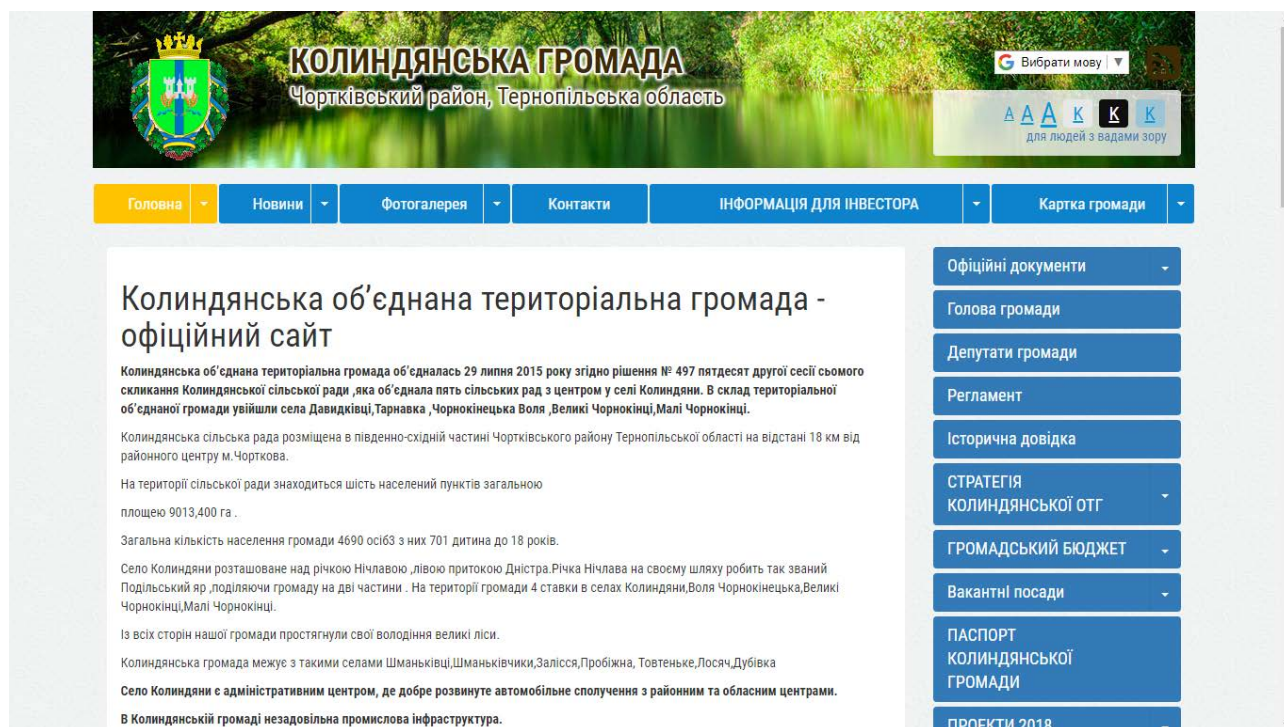 КОЛИНДЯНСЬКА ГРОМАДА
Чортківський район, Тернопільська область
Вибрати мову ▼
А А А К К К
для людей з вадами зору
Головна
Новини
Фотогалерея
Контакти
ІНФОРМАЦІЯ ДЛЯ ІНВЕСТОРА
Картка громади
Колиндянська об’єднана територіальна громада -
офіційний сайт
Колиндянська об’єднана територіальна громада об’єдналась 29 липня 2015 року згідно рішення № 497 пятдесят другої сесії сьомого
скликання Колиндянської сільської ради ,яка об’єднала пять сільських рад з центром у селі Колиндяни. В склад територіальної
об’єднаної громади увійшли села Давидківці,Тарнавка ,Чорнокінецька Воля ,Великі Чорнокінці,Малі Чорнокінці.
Колиндянська сільська рада розміщена в південно-східній частині Чортківського району Тернопільської області на відстані 18 км від
районного центру м.Чорткова.
На території сільської ради знаходиться шість населений пунктів загальною
площею 9013,400 га .
Загальна кількість населення громади 4690 осіб3 з них 701 дитина до 18 років.
Село Колиндяни розташоване над річкою Нічлавою ,лівою притокою Дністра.Річка Нічлава на своєму шляху робить так званий
Подільський яр ,поділяючи громаду на дві частини . На території громади 4 ставки в селах Колиндяни,Воля Чорнокінецька,Великі
Чорнокінці,Малі Чорнокінці.
Із всіх сторін нашої громади простягнули свої володіння великі ліси.
Колиндянська громада межує з такими селами Шманьківці,Шманьківчики,Залісся,Пробіжна, Товтеньке,Лосяч,Дубівка
Село Колиндяни є адміністративним центром, де добре розвинуте автомобільне сполучення з районним та обласним центрами.
В Колиндянській громаді незадовільна промислова інфраструктура.
Офіційні документи
Голова громади
Депутати громади
Регламент
Історична довідка
СТРАТЕГІЯ
КОЛИНДЯНСЬКОЇ ОТГ
ГРОМАДСЬКИЙ БЮДЖЕТ
ВакантнІ посади
ПАСПОРТ
КОЛИНДЯНСЬКОЇ
ГРОМАДИ
ПРОЕКТИ 2018